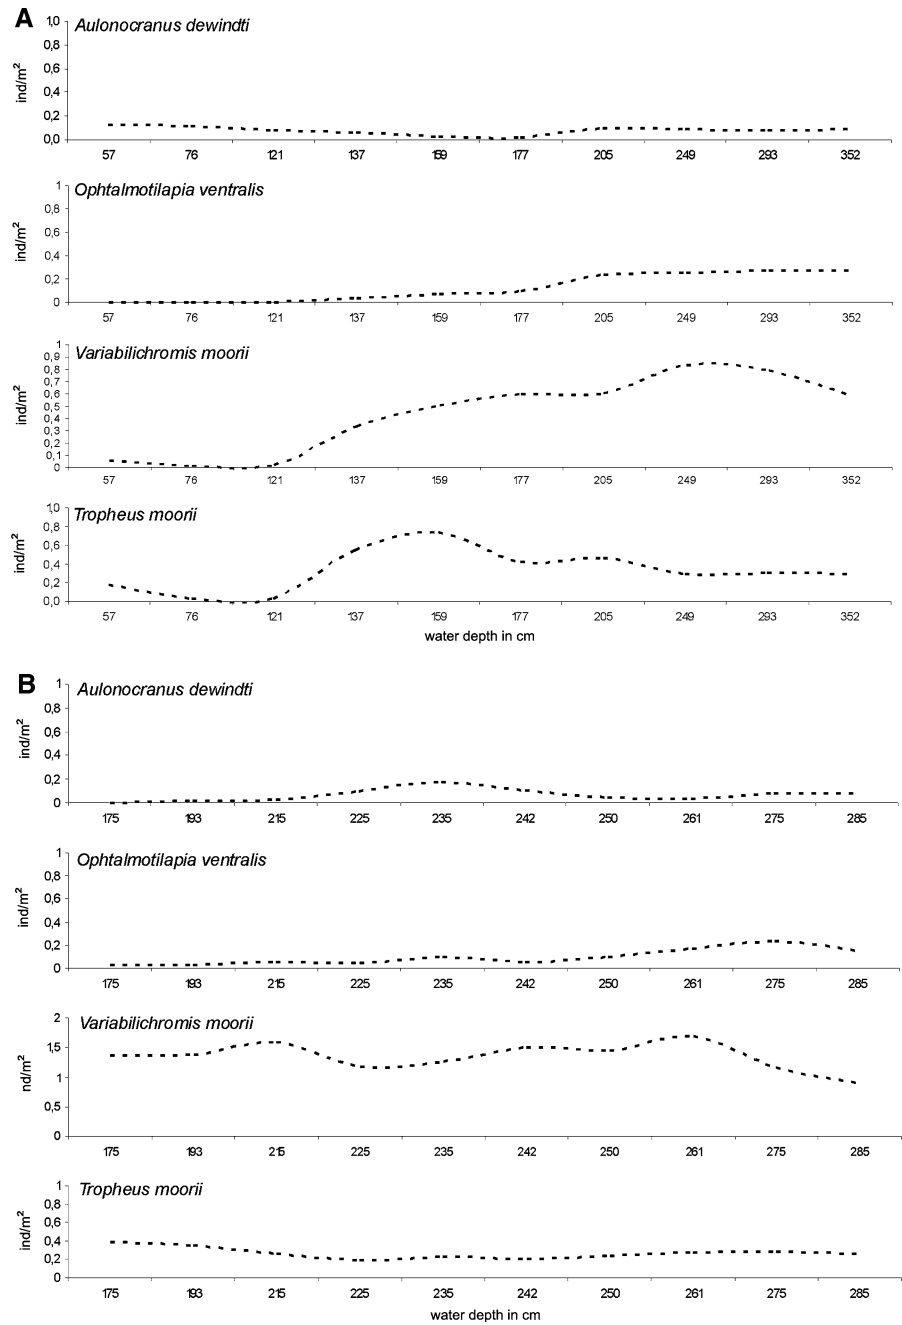 A
Aulonocranus dewindti
ind/m²
1,0
0,8
0,6
0,4
0,2
0,0
57 76 121 137 159 177 205 249 293 352
Ophtalmotilapia ventralis
ind/m²
1
0,8
0,6
0,4
0,2
0
57 76 121 137 159 177 205 249 293 352
Variabilichromis moorii
ind/m²
1
0,9
0,8
0,7
0,6
0,5
0,4
0,3
0,2
0,1
0
57 76 121 137 159 177 205 249 293 352
Tropheus moorii
ind/m²
1,0
0,8
0,6
0,4
0,2
0,0
57 76 121 137 159 177 205 249 293 352
water depth in cm
B
Aulonocranus dewindti
ind/m²
1
0,8
0,6
0,4
0,2
0
175 193 215 225 235 242 250 261 275 285
Ophtalmotilapia ventralis
ind/m²
1
0,8
0,6
0,4
0,2
0
175 193 215 225 235 242 250 261 275 285
Variabilichromis moorii
nd/m²
2
1,5
1
0,5
0
175 193 215 225 235 242 250 261 275 285
Tropheus moorii
ind/m²
1
0,8
0,6
0,4
0,2
0
175 193 215 225 235 242 250 261 275 285
water depth in cm